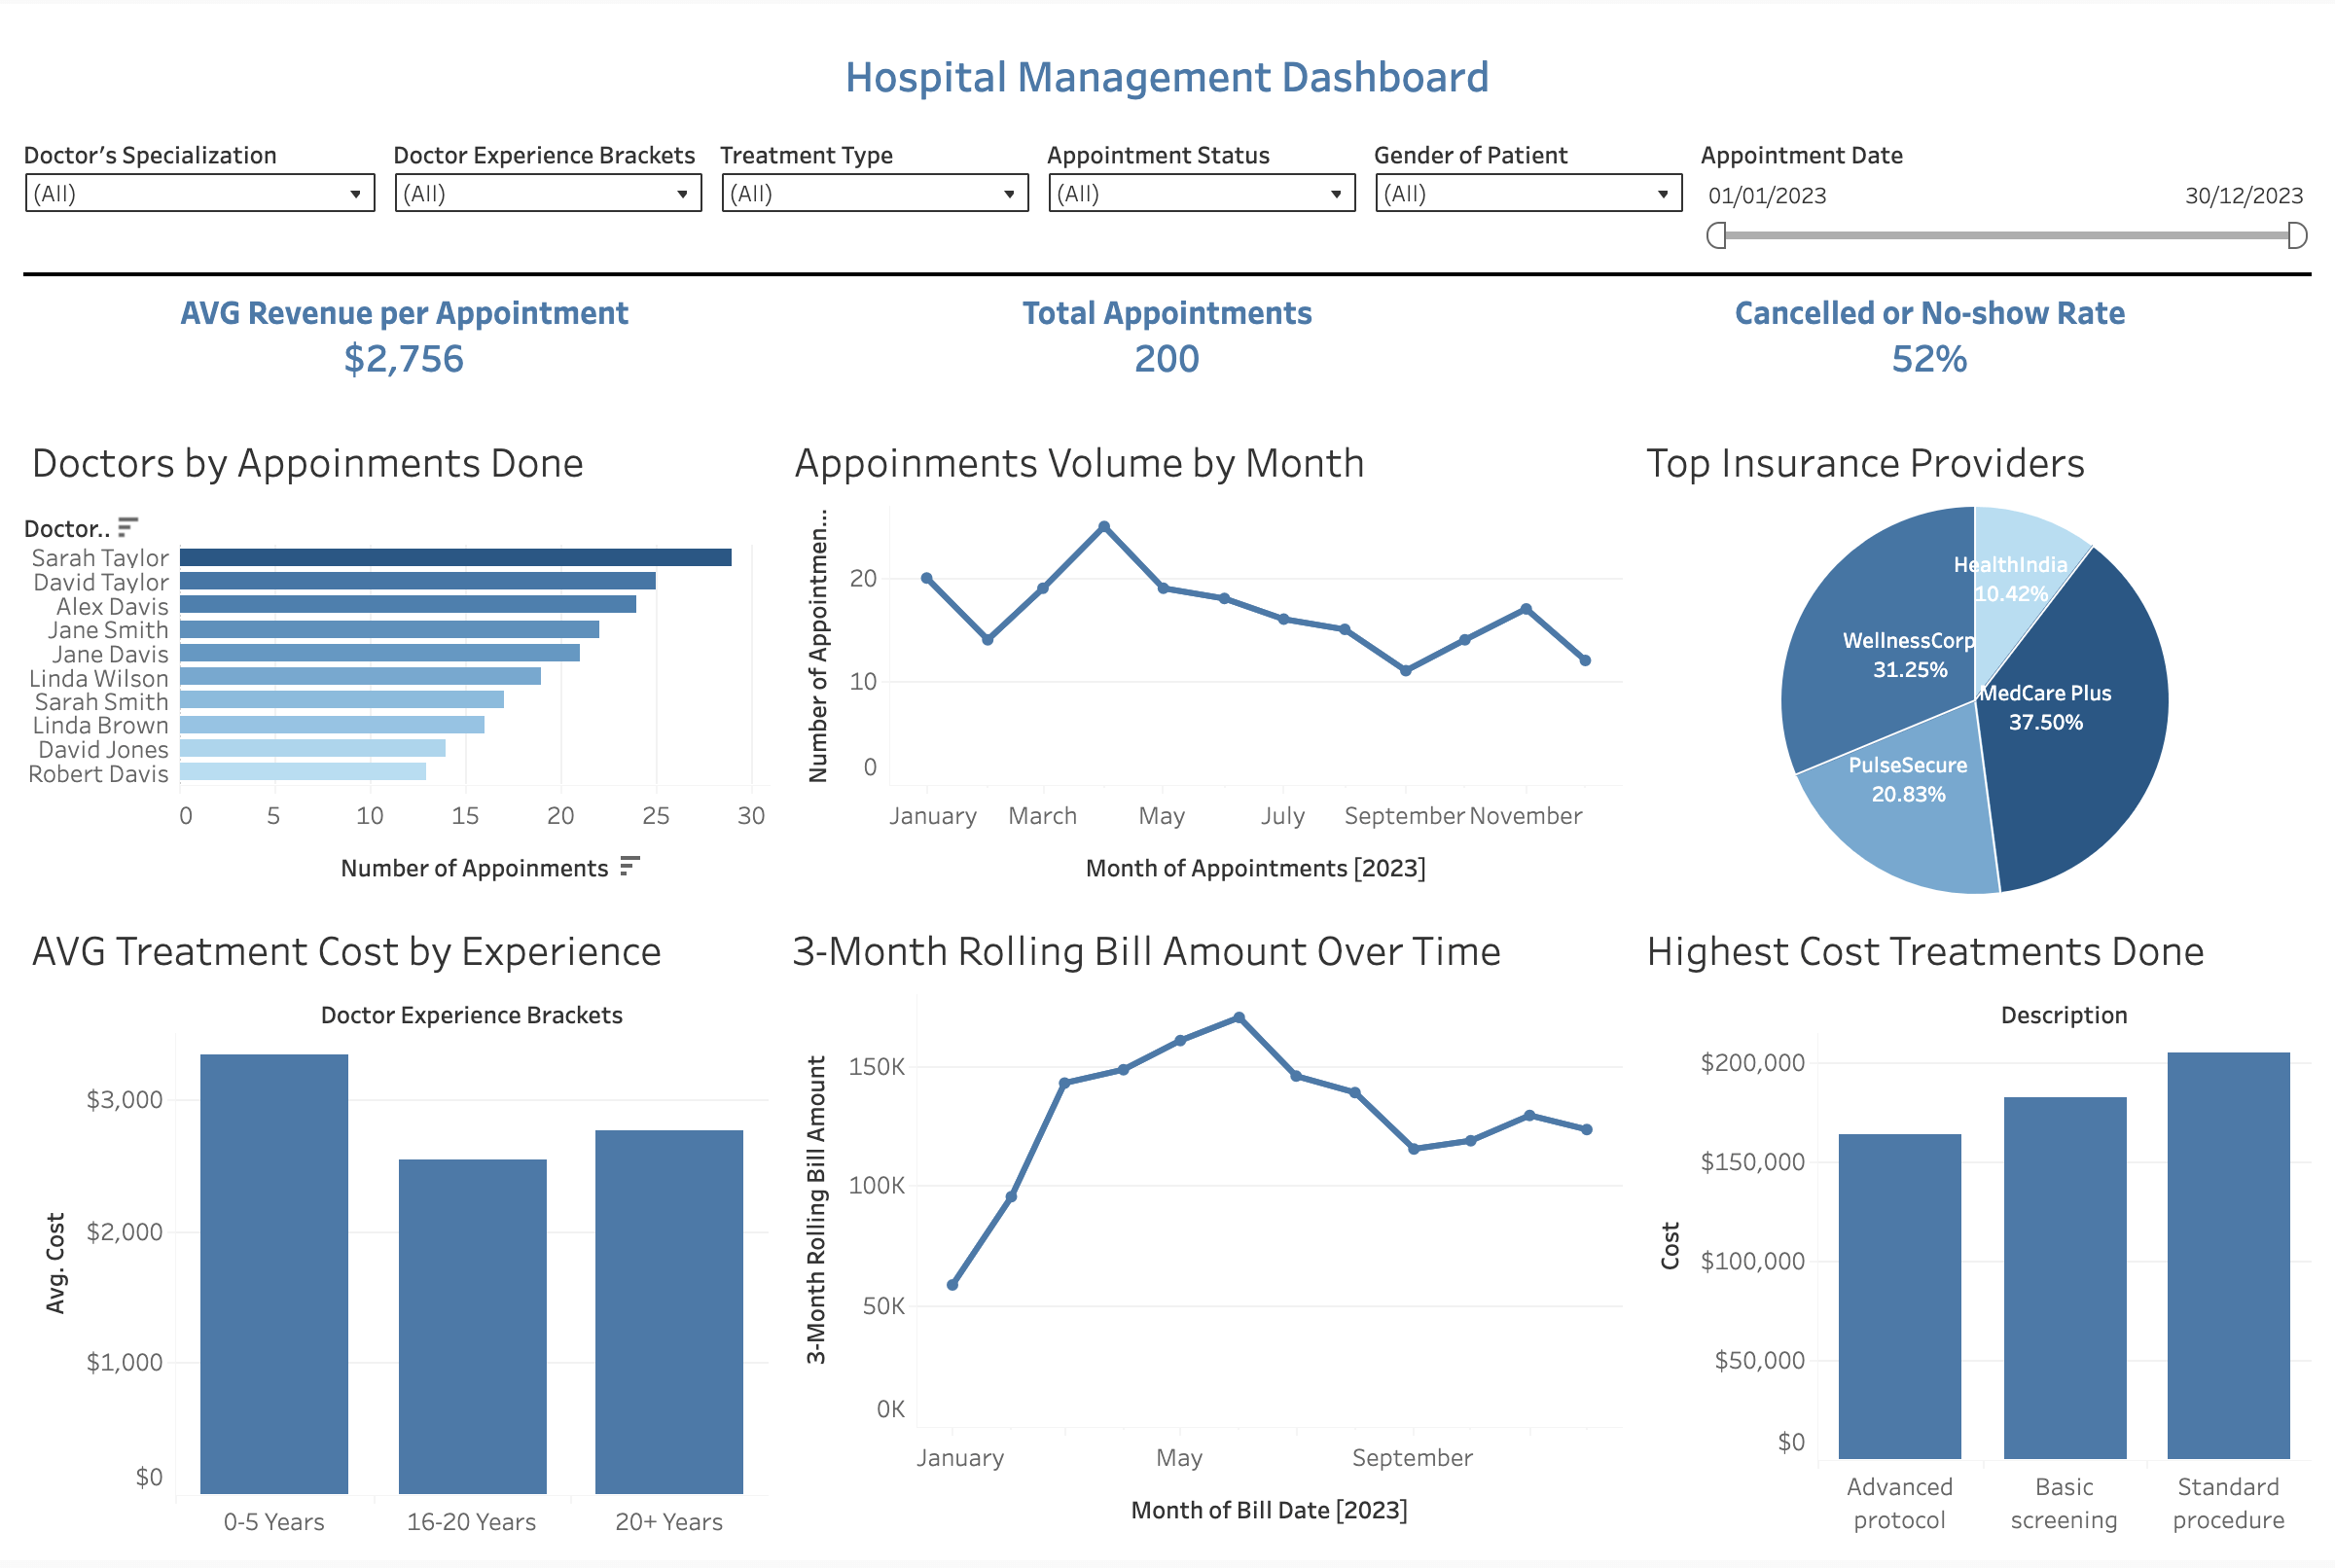 Hospital Management Dashboard
Doctor’s Specialization
(All)
Doctor Experience Brackets
(All)
Treatment Type
(All)
Appointment Status
(All)
Gender of Patient
(All)
Appointment Date
01/01/2023 30/12/2023
AVG Revenue per Appointment
$2,756
Total Appointments
200
Cancelled or No-show Rate
52%
Doctors by Appoinments Done
Doctor..
Sarah Taylor
David Taylor
Alex Davis
Jane Smith
Jane Davis
Linda Wilson
Sarah Smith
Linda Brown
David Jones
Robert Davis
0 5 10 15 20 25 30
Number of Appoinments
Appoinments Volume by Month
Number of Appointmen...
20
10
0
January March May July September November
Month of Appointments [2023]
Top Insurance Providers
HealthIndia
10.42%
WellnessCorp
31.25%
MedCare Plus
37.50%
PulseSecure
20.83%
AVG Treatment Cost by Experience
Doctor Experience Brackets
Avg. Cost
$3,000
$2,000
$1,000
$0
0-5 Years 16-20 Years 20+ Years
3-Month Rolling Bill Amount Over Time
3-Month Rolling Bill Amount
150K
100K
50K
0K
January May September
Month of Bill Date [2023]
Highest Cost Treatments Done
Description
Cost
$200,000
$150,000
$100,000
$50,000
$0
Advanced protocol
Basic screening
Standard procedure